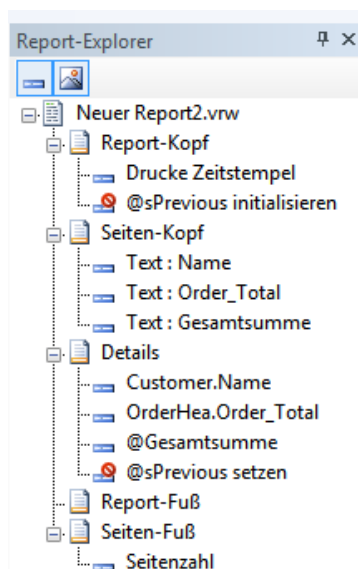 Report-Explorer
Neuer Report2.vrw
Report-Kopf
Drucke Zeitstempel
@sPrevious initialisieren
Seiten-Kopf
Text : Name
Text : Order_Total
Text : Gesamtsumme
Details
Customer.Name
OrderHea.Order_Total
@Gesamtsumme
@sPrevious setzen
Report-Fuß
Seiten-Fuß
Seitenzahl